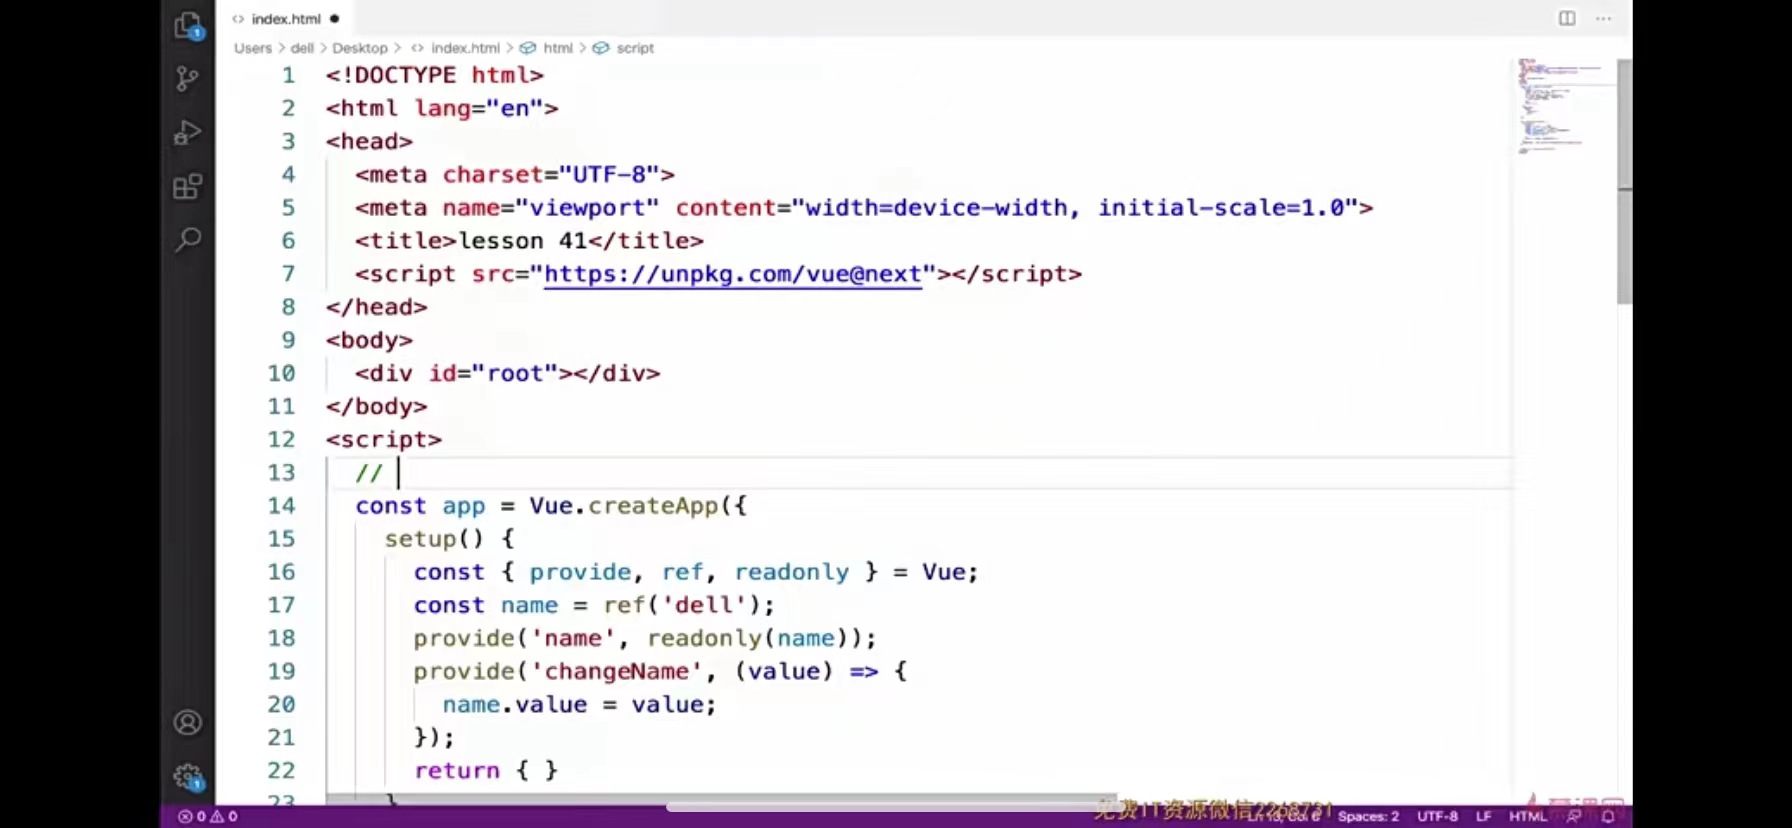 index.html
Users > dell > Desktop > index.html > html > script
1 <!DOCTYPE html>
2 <html lang="en">
3 <head>
4 <meta charset="UTF-8">
5 <meta name="viewport" content="width=device-width, initial-scale=1.0">
6 <title>lesson 41</title>
7 <script src="https://unpkg.com/vue@next"></script>
8 </head>
9 <body>
10 <div id="root"></div>
11 </body>
12 <script>
13 //
14 const app = Vue.createApp({
15 setup() {
16 const { provide, ref, readonly } = Vue;
17 const name = ref('dell');
18 provide('name', readonly(name));
19 provide('changeName', (value) => {
20 name.value = value;
21 });
22 return { }
23 }
0 0 免费IT资源微信2268731 Spaces: 2 UTF-8 LF HTML